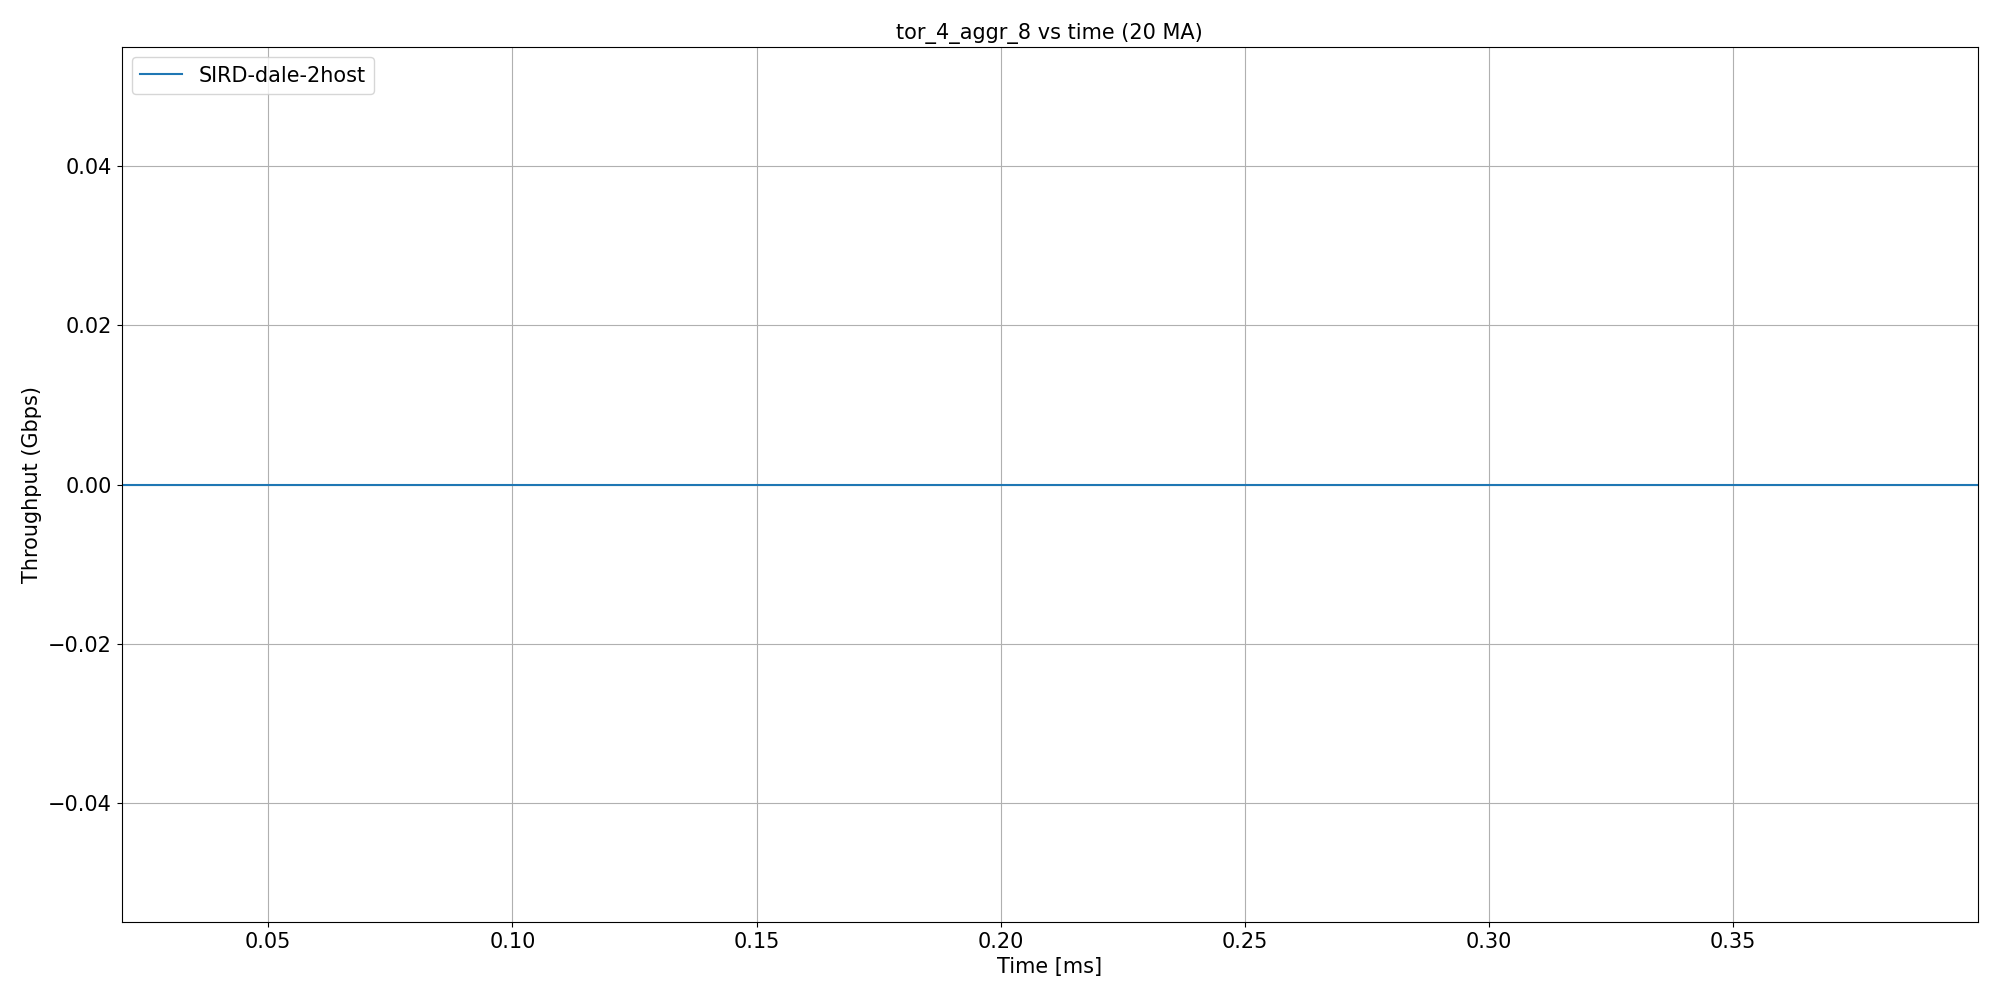 tor_4_aggr_8 vs time (20 MA)
SIRD-dale-2host
Throughput (Gbps)
0.04
0.02
0.00
−0.02
−0.04
0.05 0.10 0.15 0.20 0.25 0.30 0.35
Time [ms]